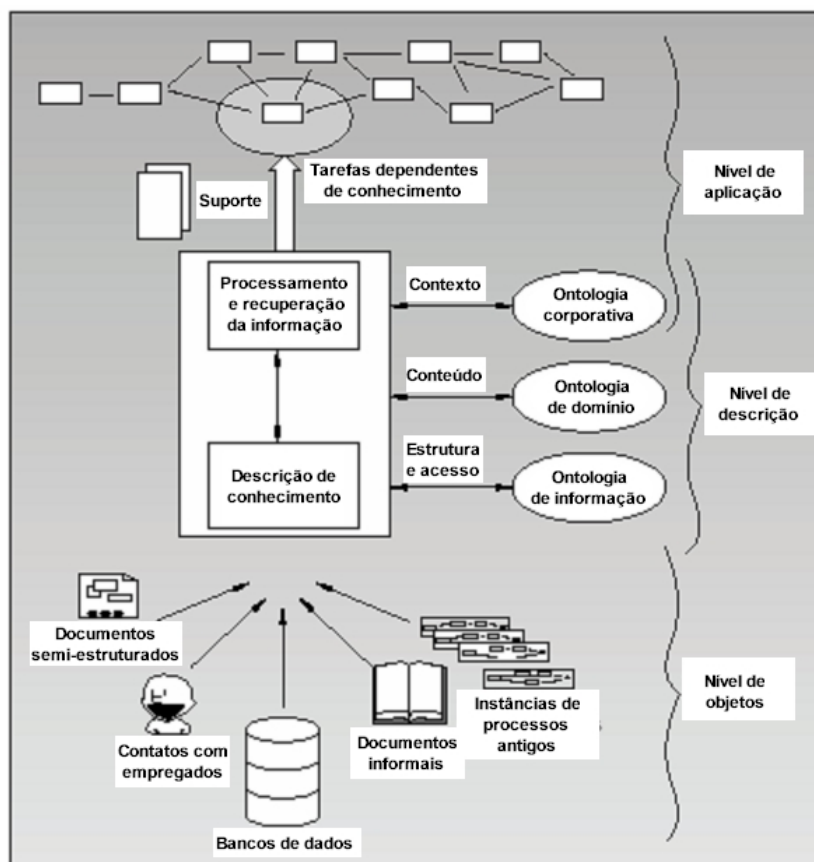 Tarefas dependentes
de conhecimento
Suporte
Nível de
aplicação
Processamento
e recuperação
da informação
Contexto
Ontologia
corporativa
Conteúdo
Ontologia
de domínio
Nível de
descrição
Estrutura
e acesso
Descrição de
conhecimento
Ontologia
de informação
Documentos
semi-estruturados
Contatos com
empregados
Bancos de dados
Documentos
informais
Instâncias de
processos
antigos
Nível de
objetos